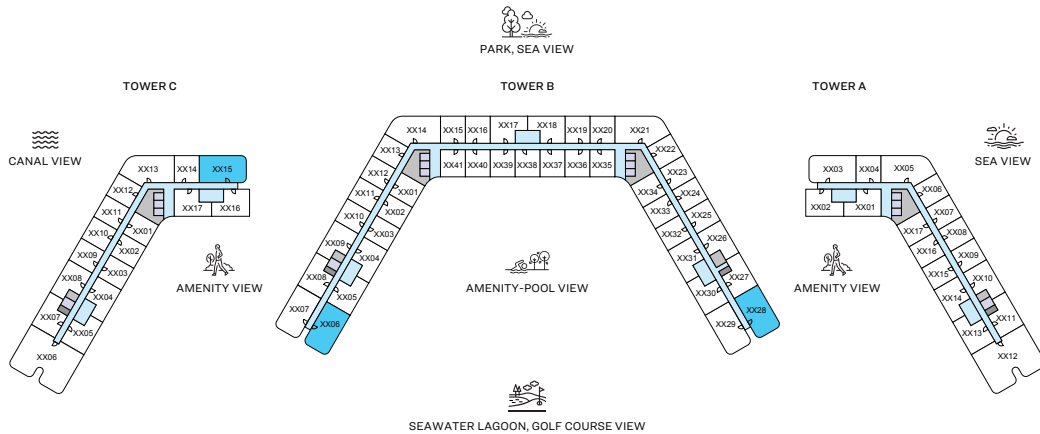 PARK, SEA VIEW
TOWER C
TOWER B
TOWER A
CANAL VIEW
SEA VIEW
XX13
XX14
XX15
XX12
XX11
XX10
XX09
XX08
XX07
XX06
XX01
XX02
XX03
XX04
XX05
XX17
XX16
AMENITY VIEW
XX14
XX15
XX16
XX17
XX18
XX19
XX20
XX21
XX13
XX12
XX11
XX10
XX09
XX08
XX07
XX41
XX40
XX39
XX38
XX37
XX36
XX35
XX01
XX02
XX03
XX04
XX05
XX06
XX22
XX23
XX24
XX25
XX26
XX27
XX28
XX34
XX33
XX32
XX31
XX30
XX29
AMENITY-POOL VIEW
AMENITY VIEW
XX03
XX04
XX05
XX02
XX01
XX06
XX07
XX08
XX09
XX10
XX11
XX12
XX17
XX16
XX15
XX14
XX13
SEAWATER LAGOON, GOLF COURSE VIEW